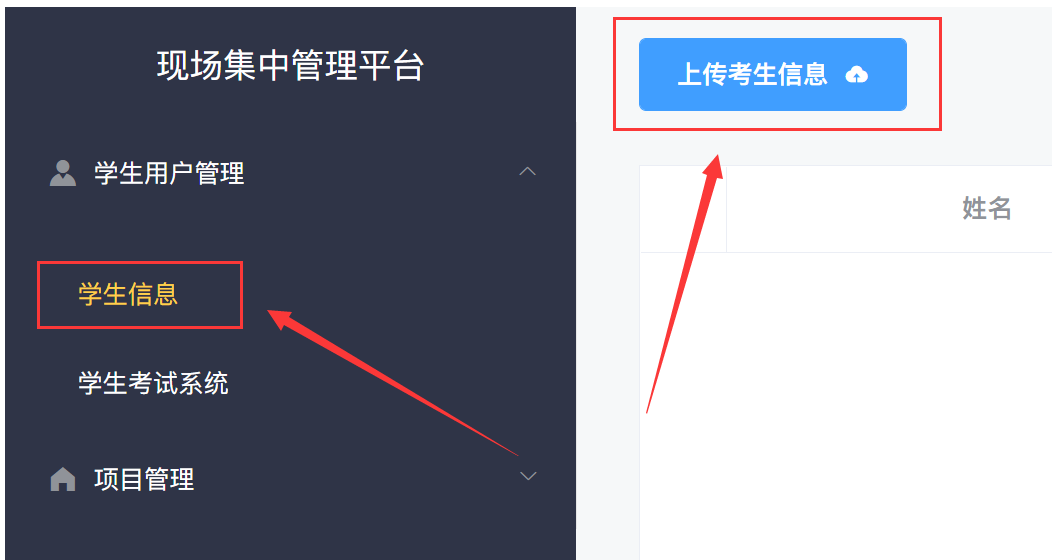 现场集中管理平台
学生用户管理
学生信息
学生考试系统
项目管理
上传考生信息
姓名